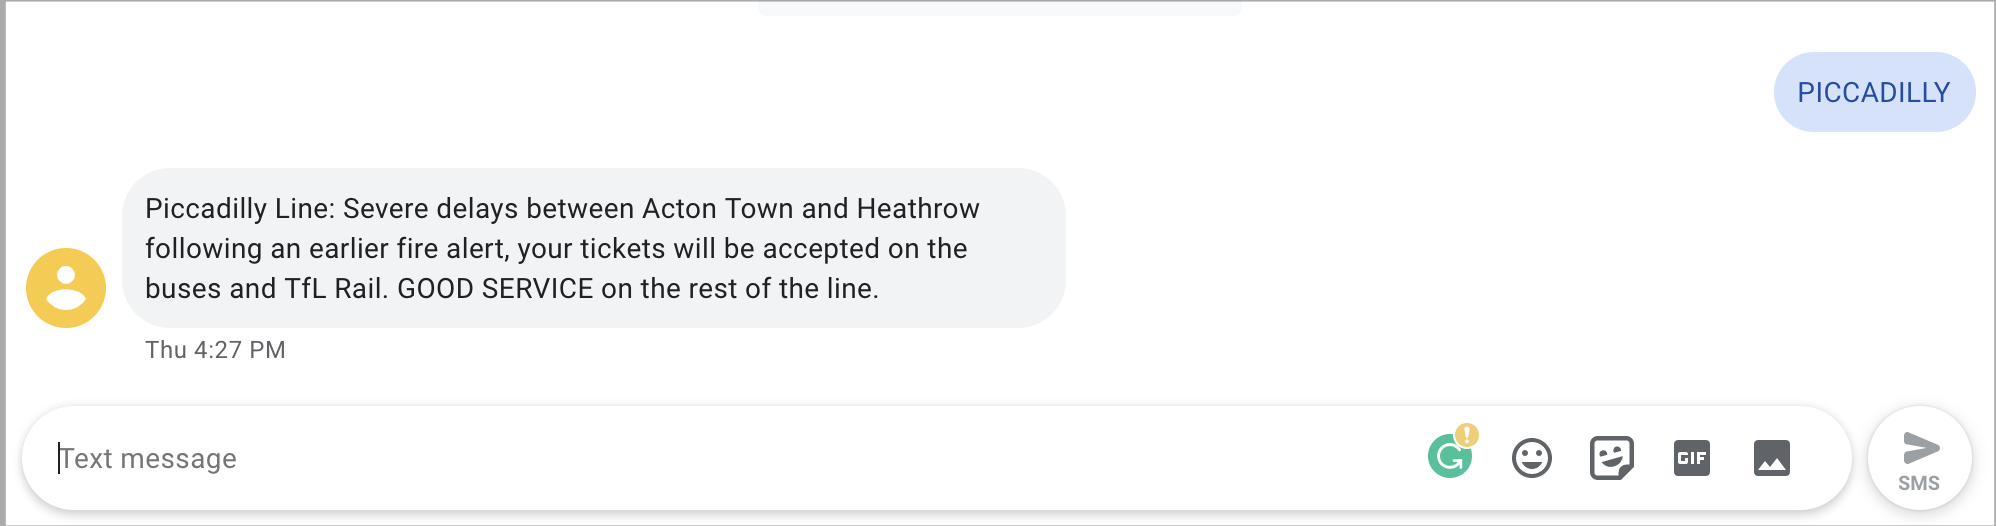 PICCADILLY
Piccadilly Line: Severe delays between Acton Town and Heathrow
following an earlier fire alert, your tickets will be accepted on the
buses and TfL Rail. GOOD SERVICE on the rest of the line.
Thu 4:27 PM
Text message
GIF
SMS